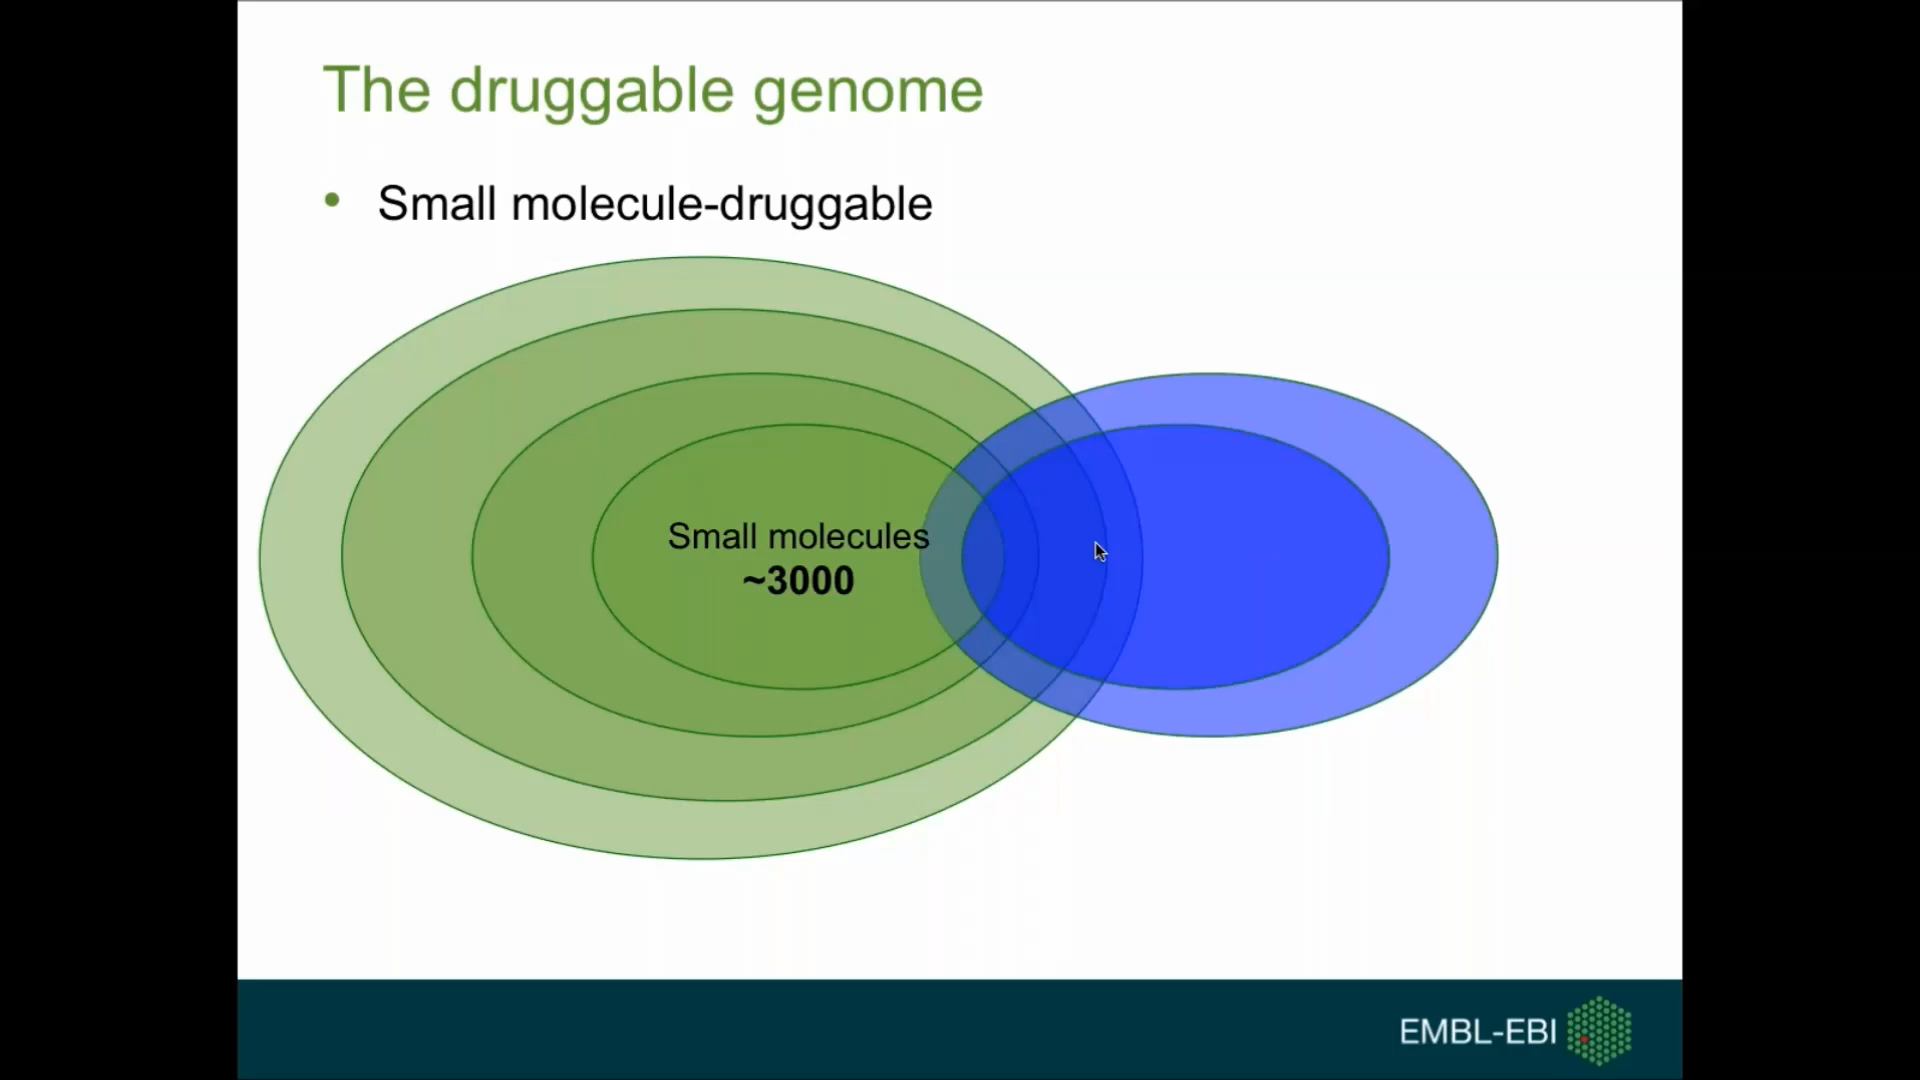 The druggable genome
• Small molecule-druggable
Small molecules
~3000
EMBL-EBI